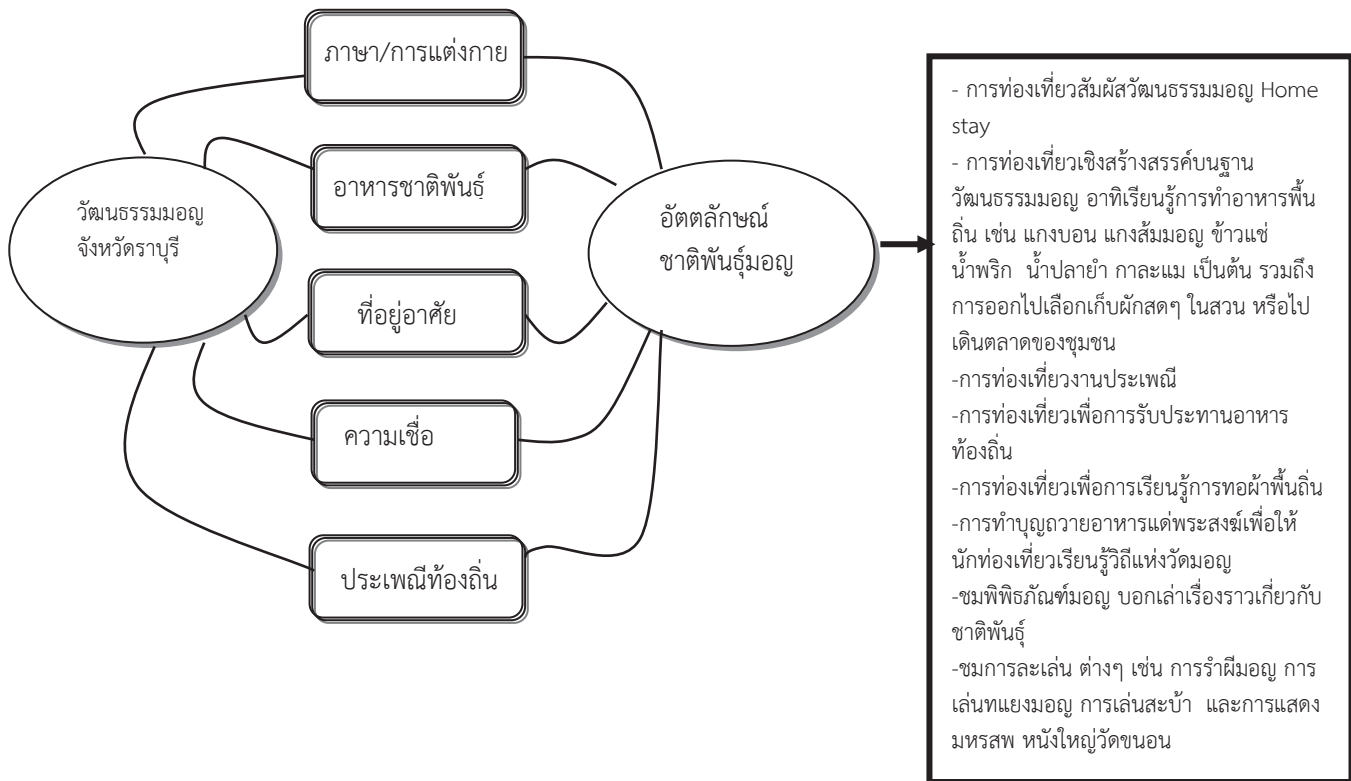 ภาษา/การแต่งกาย
อาหารชาติพันธุ์
ที่อยู่อาศัย
ความเชื่อ
ประเพณีท้องถิ่น
วัฒนธรรมมอญ
จังหวัดราบุรี
อัตตลักษณ์
ชาติพันธุ์มอญ
- การท่องเที่ยวสัมผัสวัฒนธรรมมอญ Home
stay
- การท่องเที่ยวเชิงสร้างสรรค์บนฐาน
วัฒนธรรมมอญ อาทิเรียนรู้การทำอาหารพื้น
ถิ่น เช่น แกงบอน แกงส้มมอญ ข้าวแช่
น้ำพริก น้ำปลายำ กาละแม เป็นต้น รวมถึง
การออกไปเลือกเก็บผักสดๆ ในสวน หรือไป
เดินตลาดของชุมชน
-การท่องเที่ยวงานประเพณี
-การท่องเที่ยวเพื่อการรับประทานอาหาร
ท้องถิ่น
-การท่องเที่ยวเพื่อการเรียนรู้การทอผ้าพื้นถิ่น
-การทำบุญถวายอาหารแด่พระสงฆ์เพื่อให้
นักท่องเที่ยวเรียนรู้วิถีแห่งวัดมอญ
-ชมพิพิธภัณฑ์มอญ บอกเล่าเรื่องราวเกี่ยวกับ
ชาติพันธุ์
-ชมการละเล่น ต่างๆ เช่น การรำผีมอญ การ
เล่นทแยงมอญ การเล่นสะบ้า และการแสดง
มหรสพ หนังใหญ่วัดขนอน